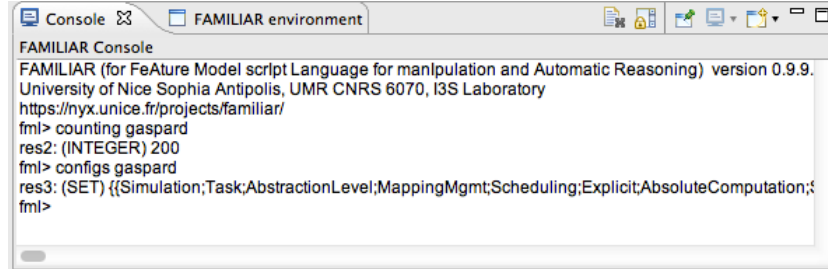 Console FAMILIAR environment
FAMILIAR Console
FAMILIAR (for FeAture Model scrIpt Language for manIpulation and Automatic Reasoning) version 0.9.9.
University of Nice Sophia Antipolis, UMR CNRS 6070, I3S Laboratory
https://nyx.unice.fr/projects/familiar/
fml> counting gaspard
res2: (INTEGER) 200
fml> configs gaspard
res3: (SET) {{Simulation;Task;AbstractionLevel;MappingMgmt;Scheduling;Explicit;AbsoluteComputation;S
fml>